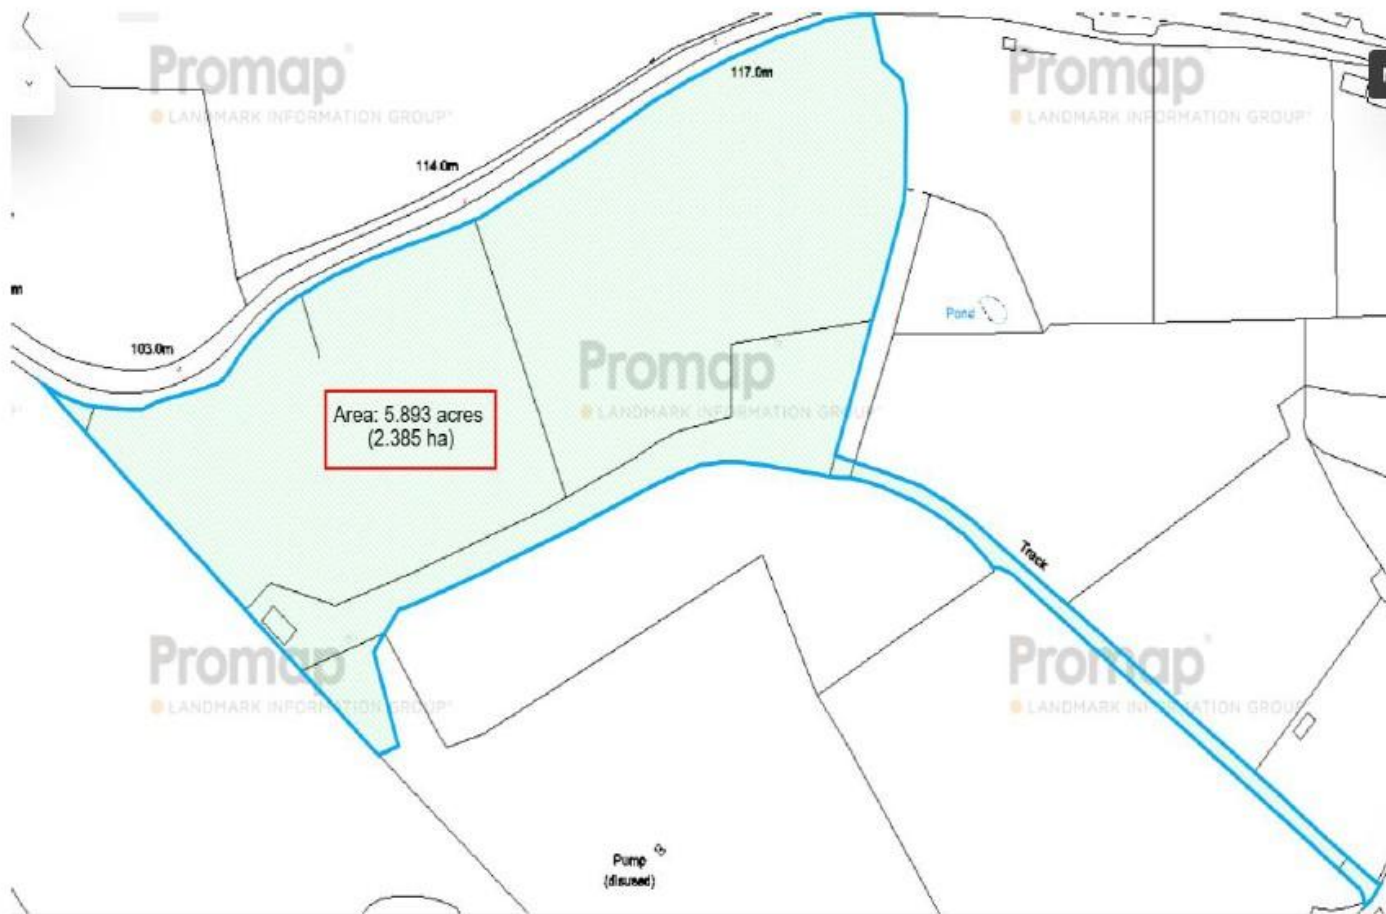 Promap
LANDMARK INFORMATION GROUP
Promap
LANDMARK INFORMATION GROUP
117.0m
114.0m
m
103.0m
Pond
Promap
LANDMARK INFORMATION GROUP
Area: 5.893 acres
(2.385 ha)
Track
Promap
LANDMARK INFORMATION GROUP
Promap
LANDMARK INFORMATION GROUP
Pump
(disused)